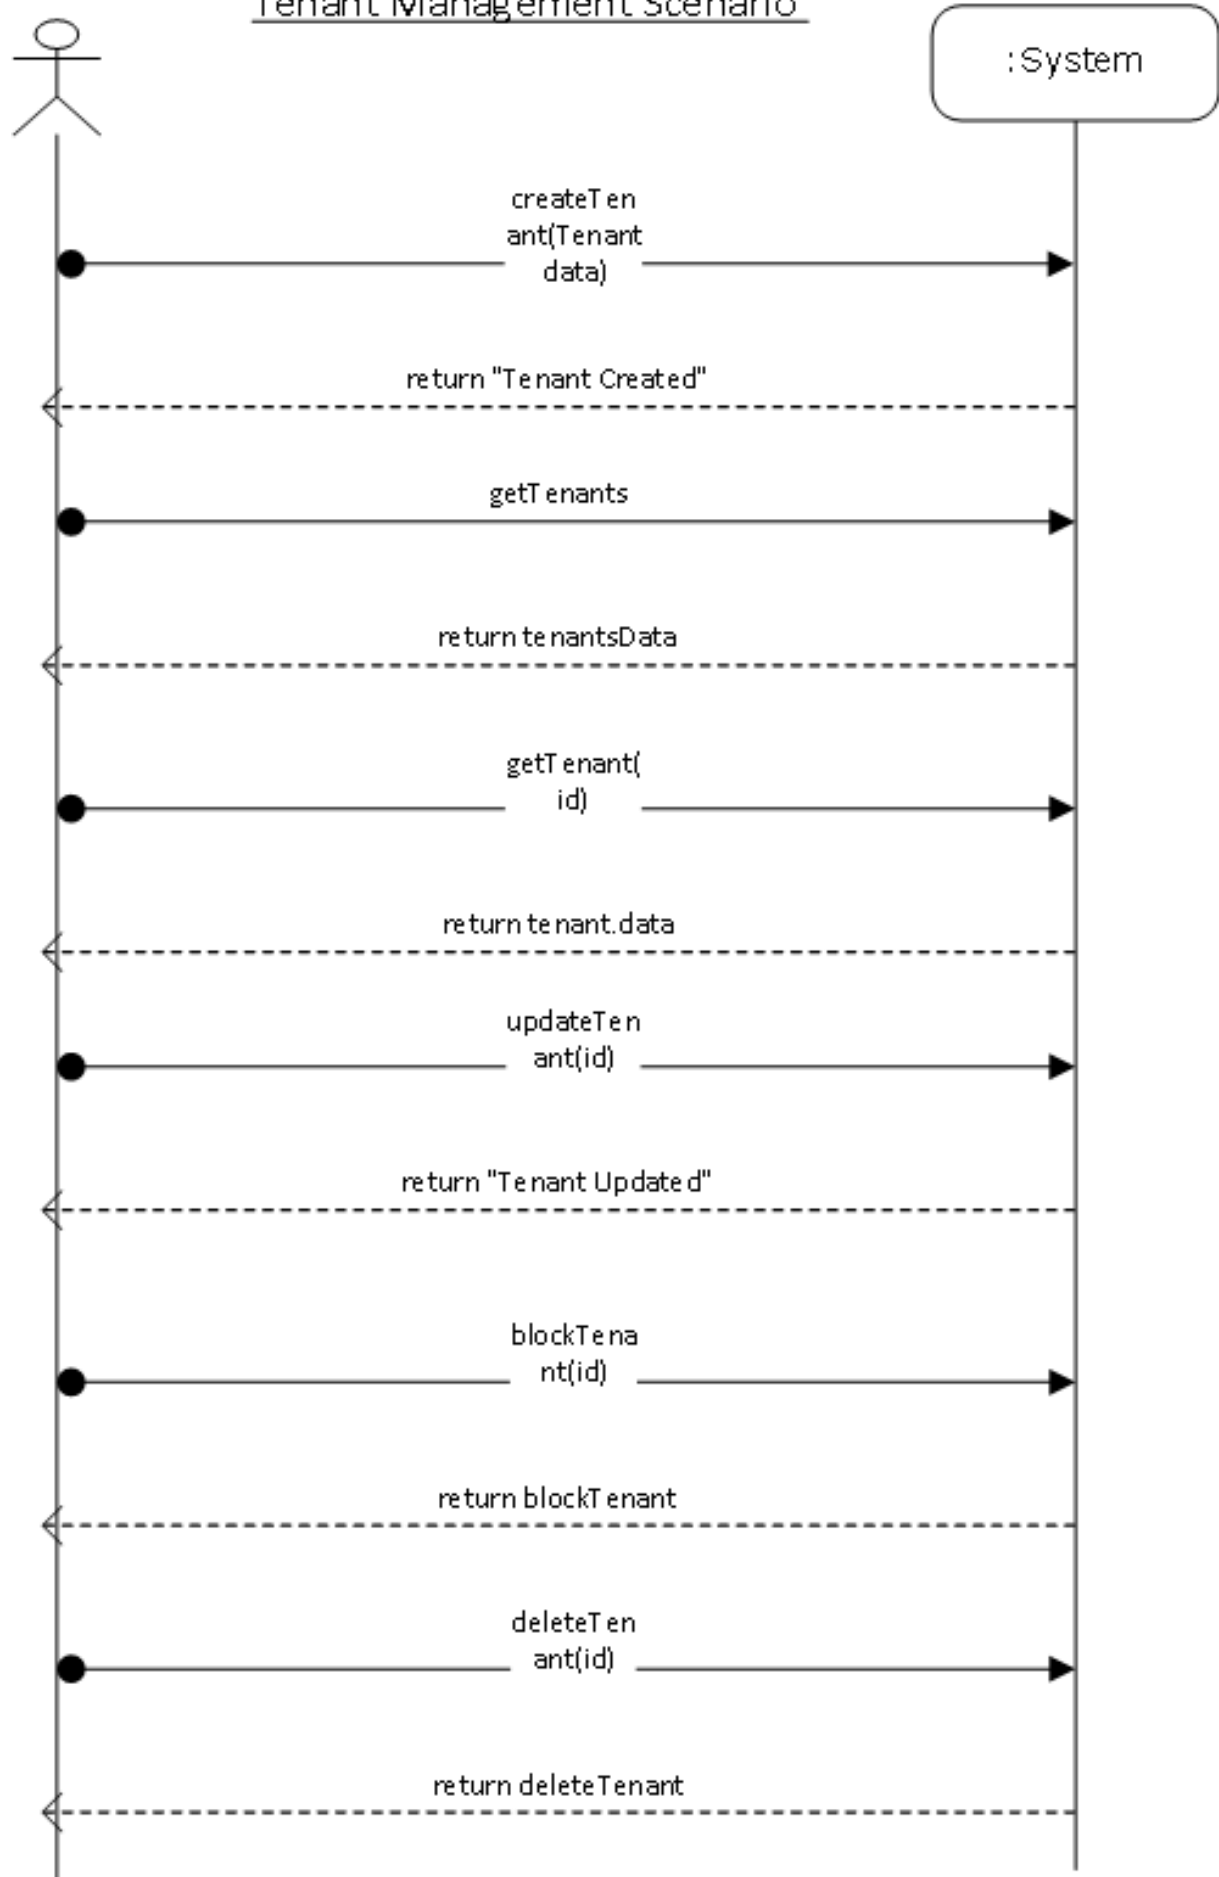 Tenant Management Scenario
:System
createTen
ant(Tenant
data)
return "Tenant Created"
getTenants
return tenantsData
getTenant(
id)
return tenant.data
updateTen
ant(id)
return "Tenant Updated"
blockTena
nt(id)
return blockTenant
deleteTen
ant(id)
return deleteTenant